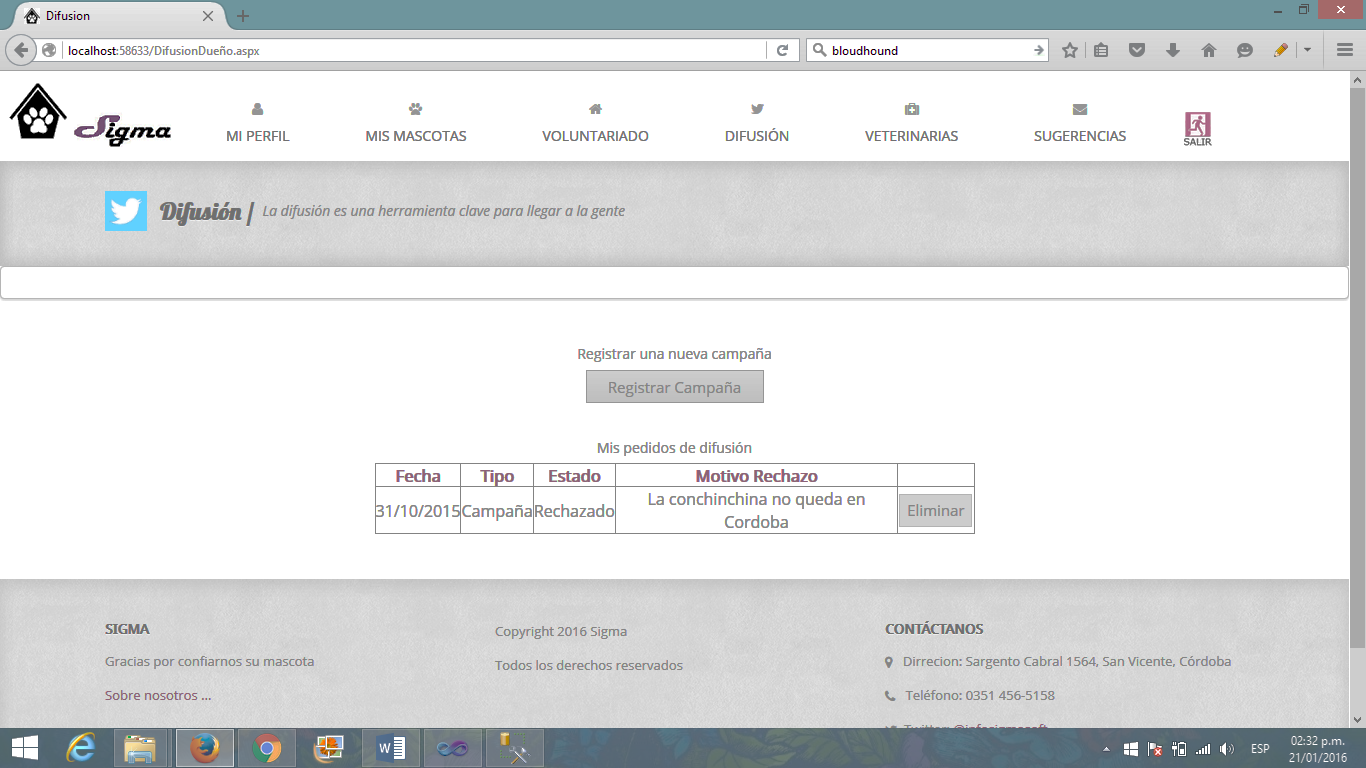 Difusion
localhost:58633/DifusionDueño.aspx
bloudhound
Sigma
MI PERFIL
MIS MASCOTAS
VOLUNTARIADO
DIFUSIÓN
VETERINARIAS
SUGERENCIAS
SALIR
Difusión | La difusión es una herramienta clave para llegar a la gente
Registrar una nueva campaña
Registrar Campaña
Mis pedidos de difusión
Fecha Tipo Estado Motivo Rechazo
31/10/2015 Campaña Rechazado La conchinchina no queda en
Cordoba
Eliminar
SIGMA
Gracias por confiarnos su mascota
Sobre nosotros ...
Copyright 2016 Sigma
Todos los derechos reservados
CONTÁCTANOS
Dirrecion: Sargento Cabral 1564, San Vicente, Córdoba
Teléfono: 0351 456-5158
ESP
02:32 p.m.
21/01/2016